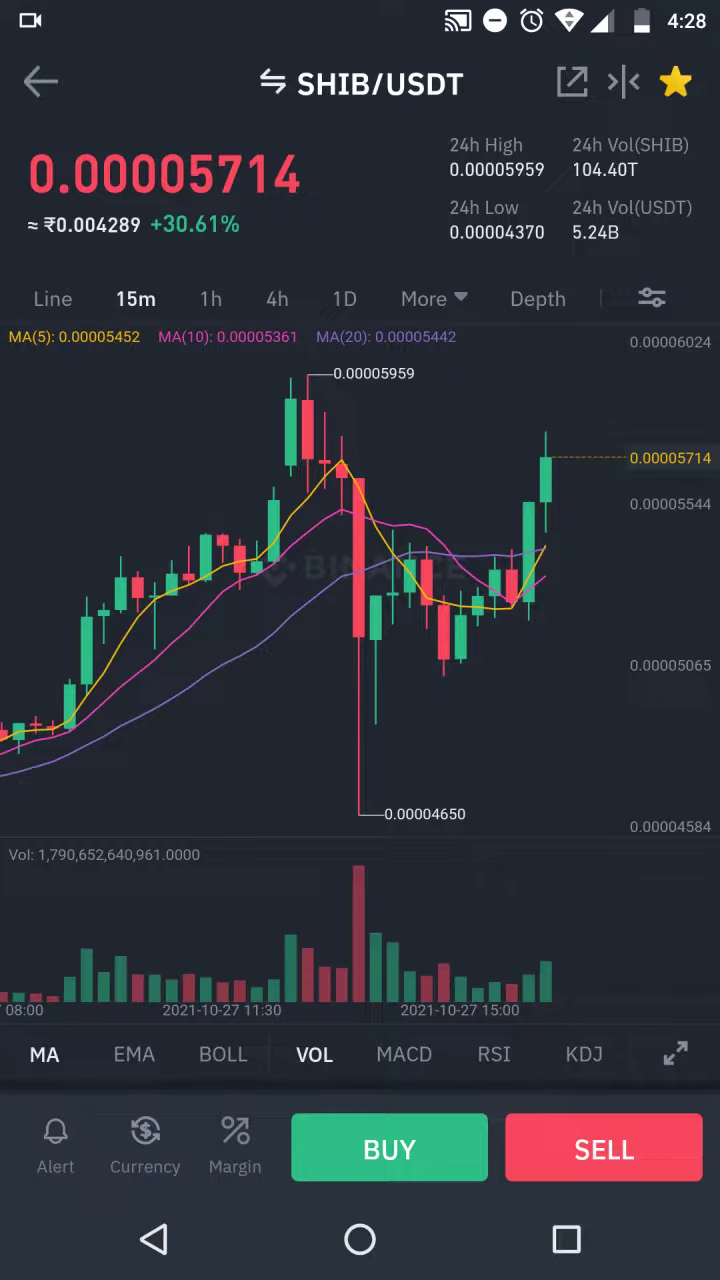 4:28
SHIB/USDT
0.00005714
≈ ₹0.004289 +30.61%
24h High
0.00005959
24h Vol(SHIB)
104.40T
24h Low
0.00004370
24h Vol(USDT)
5.24B
Line 15m 1h 4h 1D More Depth
MA(5): 0.00005452 MA(10): 0.00005361 MA(20): 0.00005442
0.00006024
0.00005959
0.00005714
0.00005544
BINANCE
0.00005065
0.00004650
0.00004584
Vol: 1,790,652,640,961.0000
08:00 2021-10-27 11:30 2021-10-27 15:00
MA EMA BOLL VOL MACD RSI KDJ
Alert Currency Margin BUY SELL